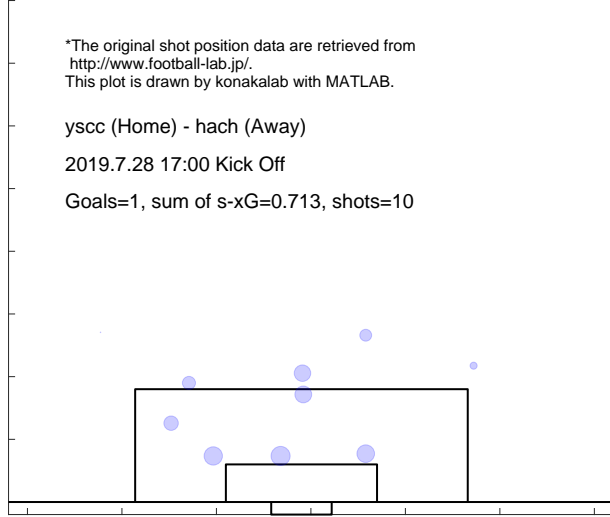 *The original shot position data are retrieved from
http://www.football-lab.jp/.
This plot is drawn by konakalab with MATLAB.
yscc (Home) - hach (Away)
2019.7.28 17:00 Kick Off
Goals=1, sum of s-xG=0.713, shots=10